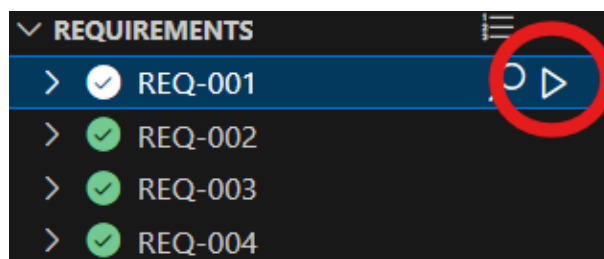 REQUIREMENTS
REQ-001
REQ-002
REQ-003
REQ-004